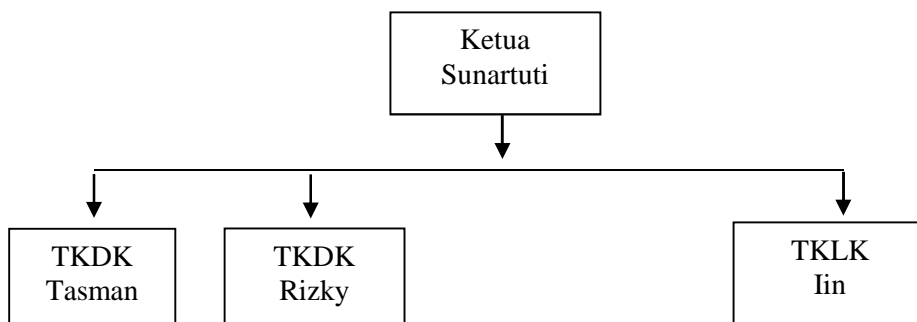 Ketua
Sunartuti
TKDK
Tasman
TKDK
Rizky
TKLK
Iin